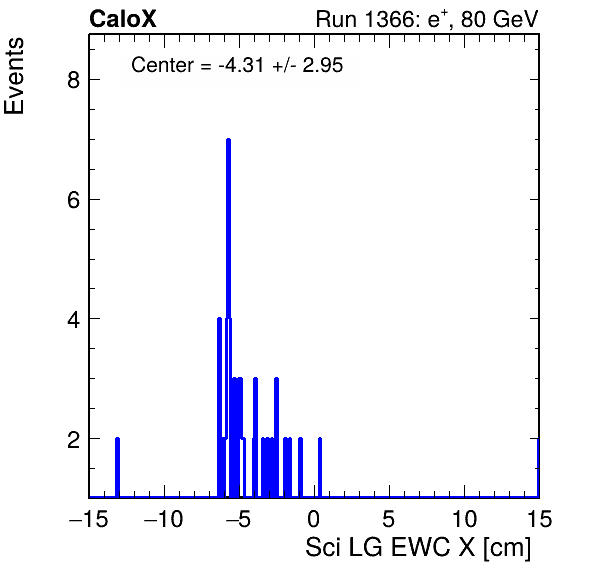 CaloX Run 1366: e⁺, 80 GeV
Center = -4.31 +/- 2.95
Events
8
6
4
2
−15 −10 −5 0 5 10 15
Sci LG EWC X [cm]